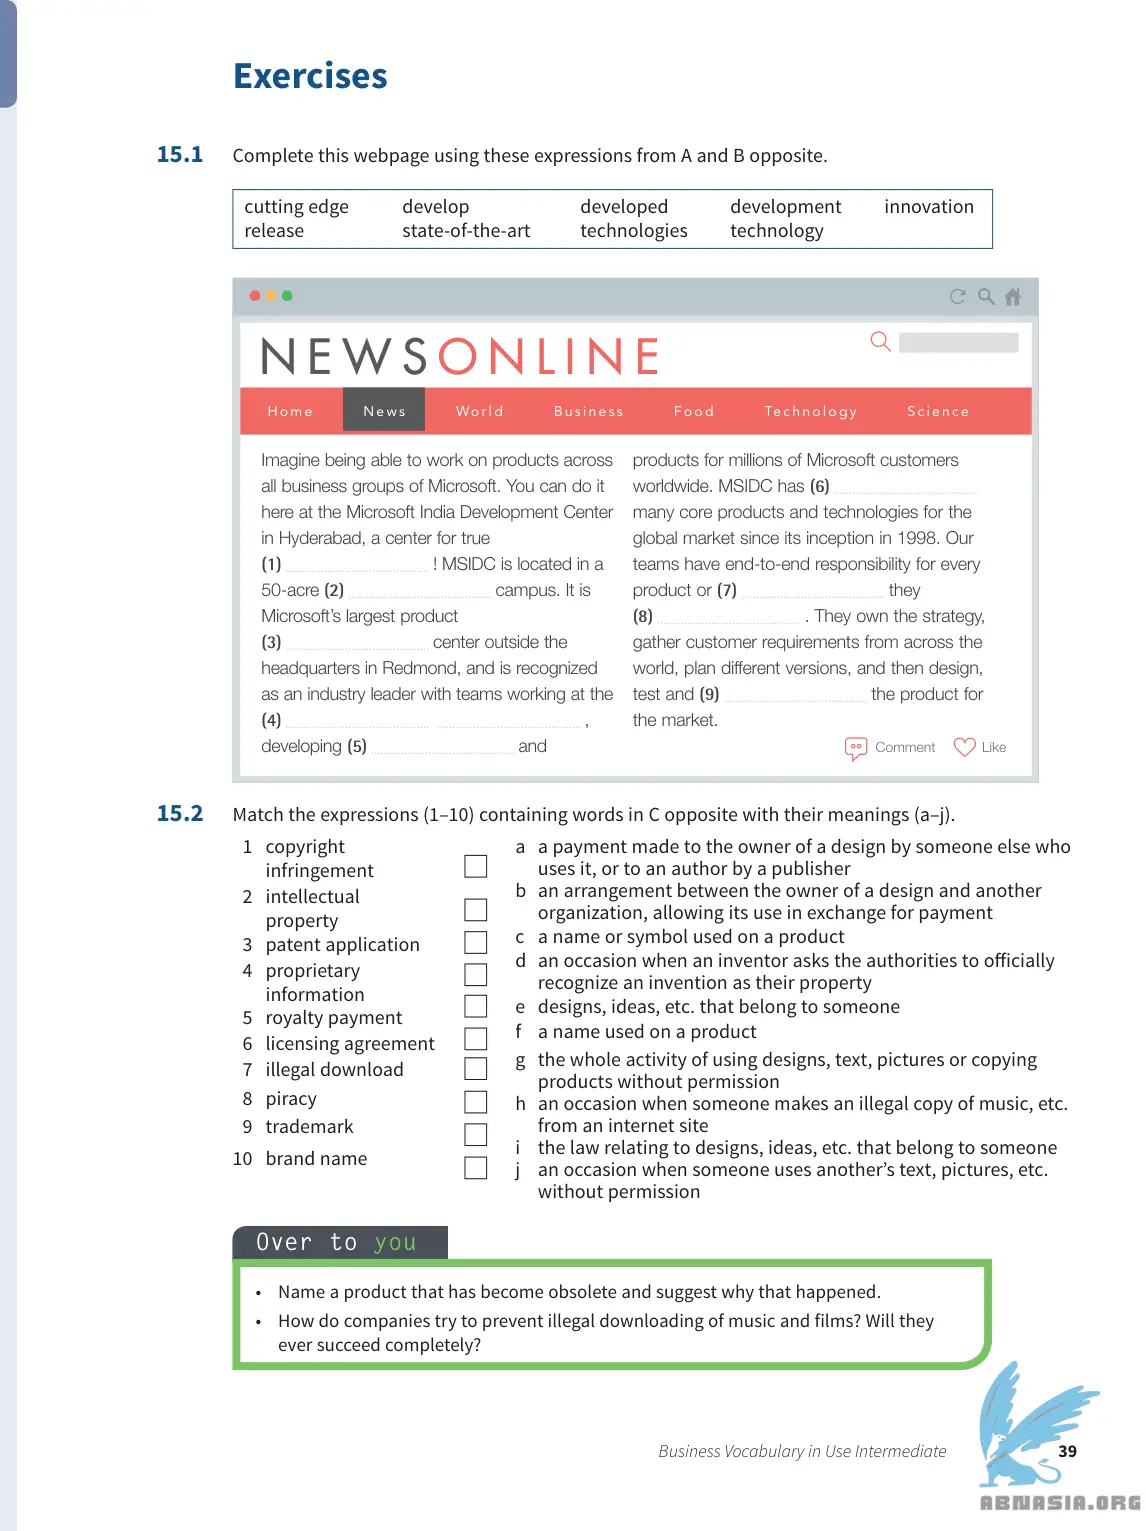 Exercises
15.1 Complete this webpage using these expressions from A and B opposite.
cutting edge develop developed development innovation
release state-of-the-art technologies technology
NEWSONLINE
Home News World Business Food Technology Science
Imagine being able to work on products across
all business groups of Microsoft. You can do it
here at the Microsoft India Development Center
in Hyderabad, a center for true
(1) ! MSIDC is located in a
50-acre (2) campus. It is
Microsoft's largest product
(3) center outside the
headquarters in Redmond, and is recognized
as an industry leader with teams working at the
(4) ,
developing (5) and
products for millions of Microsoft customers
worldwide. MSIDC has (6)
many core products and technologies for the
global market since its inception in 1998. Our
teams have end-to-end responsibility for every
product or (7) they
(8) . They own the strategy,
gather customer requirements from across the
world, plan different versions, and then design,
test and (9) the product for
the market.
Comment Like
15.2 Match the expressions (1–10) containing words in C opposite with their meanings (a–j).
1 copyright
infringement
2 intellectual
property
3 patent application
4 proprietary
information
5 royalty payment
6 licensing agreement
7 illegal download
8 piracy
9 trademark
10 brand name
a a payment made to the owner of a design by someone else who
uses it, or to an author by a publisher
b an arrangement between the owner of a design and another
organization, allowing its use in exchange for payment
c a name or symbol used on a product
d an occasion when an inventor asks the authorities to officially
recognize an invention as their property
e designs, ideas, etc. that belong to someone
f a name used on a product
g the whole activity of using designs, text, pictures or copying
products without permission
h an occasion when someone makes an illegal copy of music, etc.
from an internet site
i the law relating to designs, ideas, etc. that belong to someone
j an occasion when someone uses another's text, pictures, etc.
without permission
Over to you
• Name a product that has become obsolete and suggest why that happened.
• How do companies try to prevent illegal downloading of music and films? Will they
ever succeed completely?
Business Vocabulary in Use Intermediate 39
ABNASIA.ORG